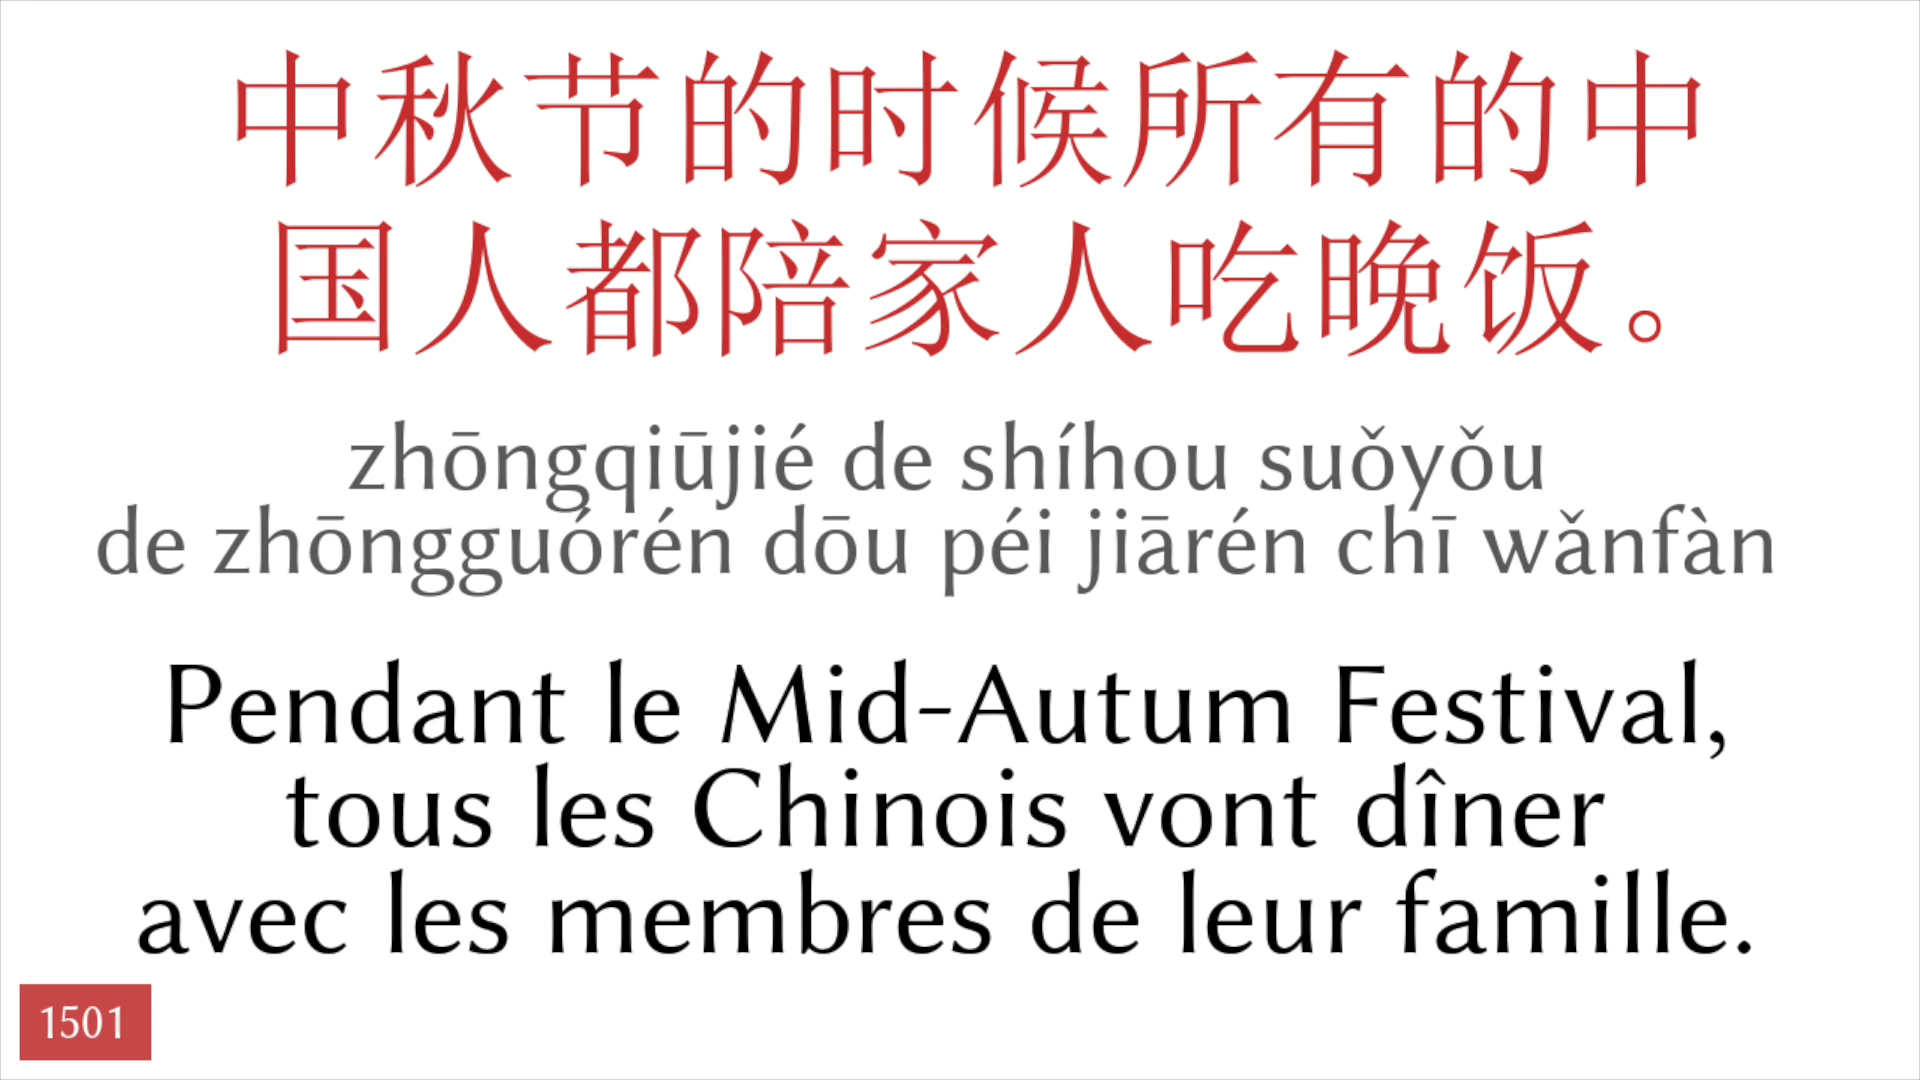 中秋节的时候所有的中
国人都陪家人吃晚饭。
zhōngqiūjié de shíhou suǒyǒu
de zhōngguórén dōu péi jiārén chī wǎnfàn
Pendant le Mid-Autum Festival,
tous les Chinois vont dîner
avec les membres de leur famille.
1501